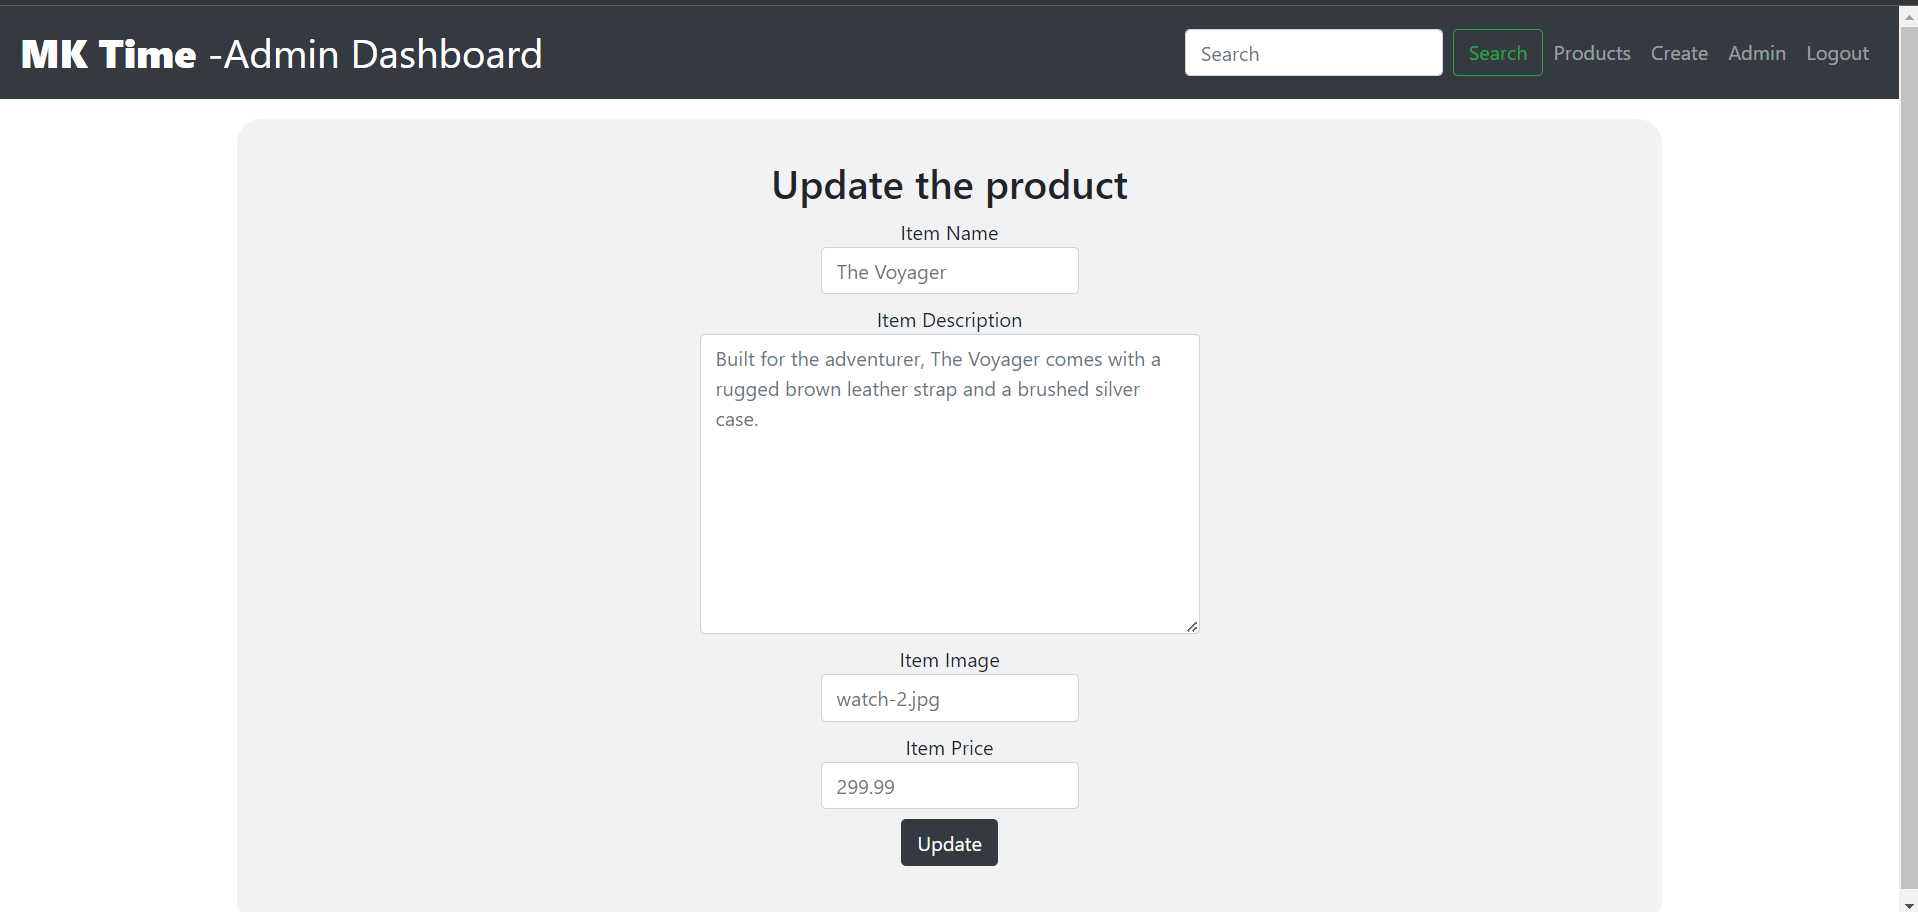 MK Time -Admin Dashboard
Search
Search
Products
Create
Admin
Logout
Update the product
Item Name
The Voyager
Item Description
Built for the adventurer, The Voyager comes with a
rugged brown leather strap and a brushed silver
case.
Item Image
watch-2.jpg
Item Price
299.99
Update